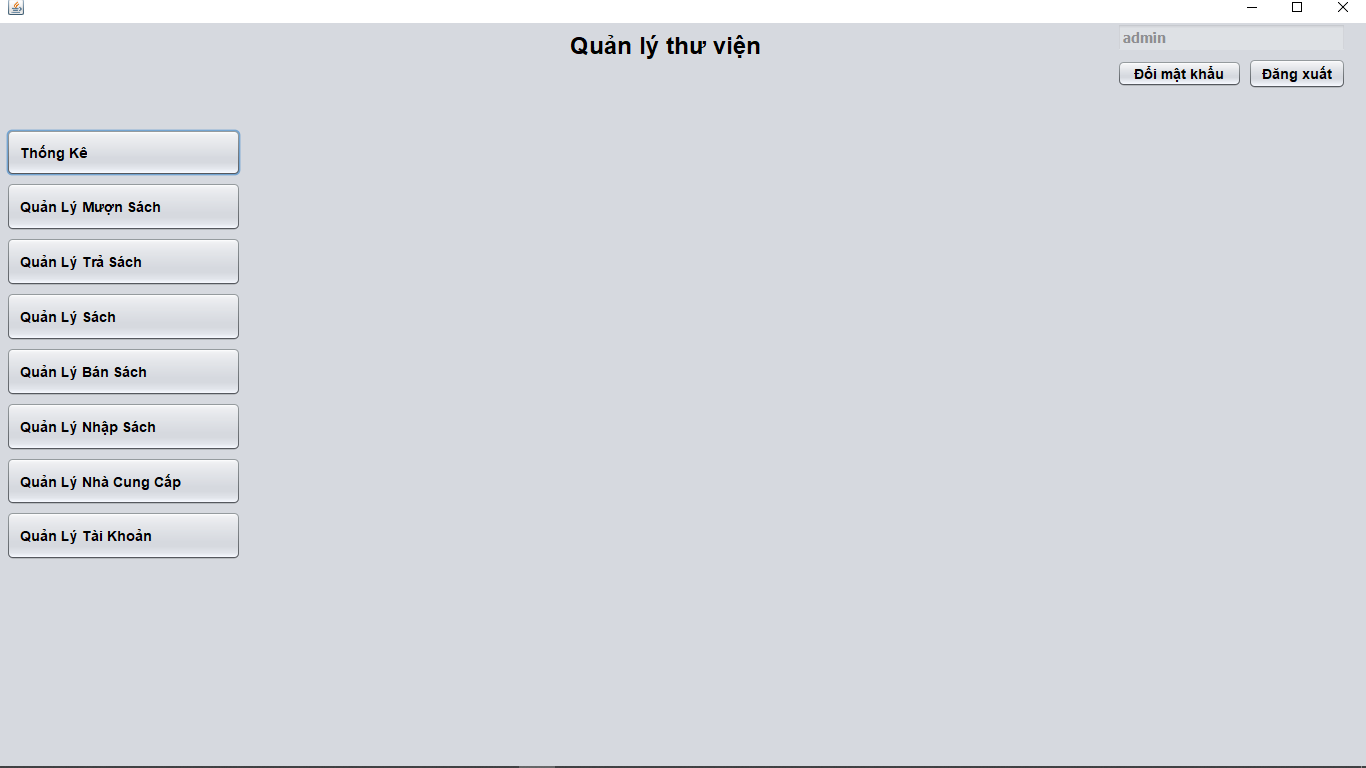 Quản lý thư viện
admin
Đổi mật khẩu
Đăng xuất
Thống Kê
Quản Lý Mượn Sách
Quản Lý Trả Sách
Quản Lý Sách
Quản Lý Bán Sách
Quản Lý Nhập Sách
Quản Lý Nhà Cung Cấp
Quản Lý Tài Khoản